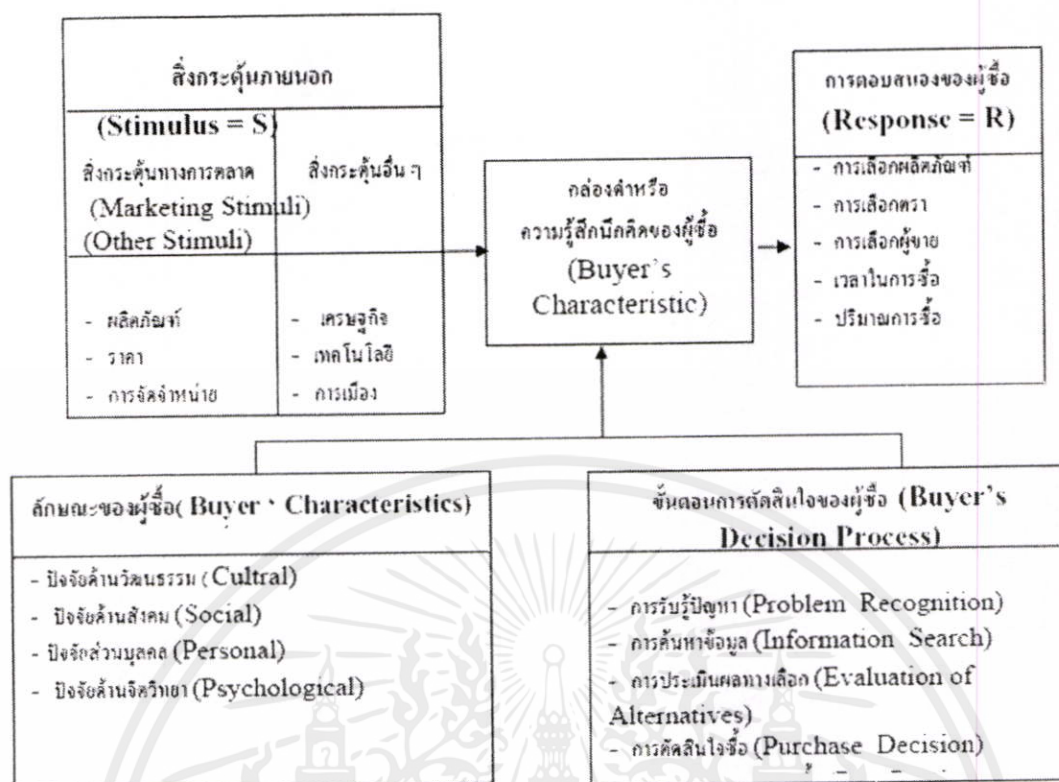 สิ่งกระตุ้นภายนอก
(Stimulus = S)
สิ่งกระตุ้นทางการตลาด
(Marketing Stimuli)
(Other Stimuli)
สิ่งกระตุ้นอื่น ๆ
- ผลิตภัณฑ์
- ราคา
- การจัดจำหน่าย
- เศรษฐกิจ
- เทคโนโลยี
- การเมือง
กล่องดำหรือ
ความรู้สึกนึกคิดของผู้ซื้อ
(Buyer's
Characteristic)
การตอบสนองของผู้ซื้อ
(Response = R)
- การเลือกผลิตภัณฑ์
- การเลือกตรา
- การเลือกผู้ขาย
- เวลาในการซื้อ
- ปริมาณการซื้อ
ลักษณะของผู้ซื้อ( Buyer ' Characteristics)
- ปัจจัยด้านวัฒนธรรม (Cultral)
- ปัจจัยด้านสังคม (Social)
- ปัจจัยส่วนบุคคล (Personal)
- ปัจจัยด้านจิตวิทยา (Psychological)
ขั้นตอนการตัดสินใจของผู้ซื้อ (Buyer's
Decision Process)
- การรับรู้ปัญหา (Problem Recognition)
- การค้นหาข้อมูล (Information Search)
- การประเมินผลทางเลือก (Evaluation of
Alternatives)
- การตัดสินใจซื้อ (Purchase Decision)